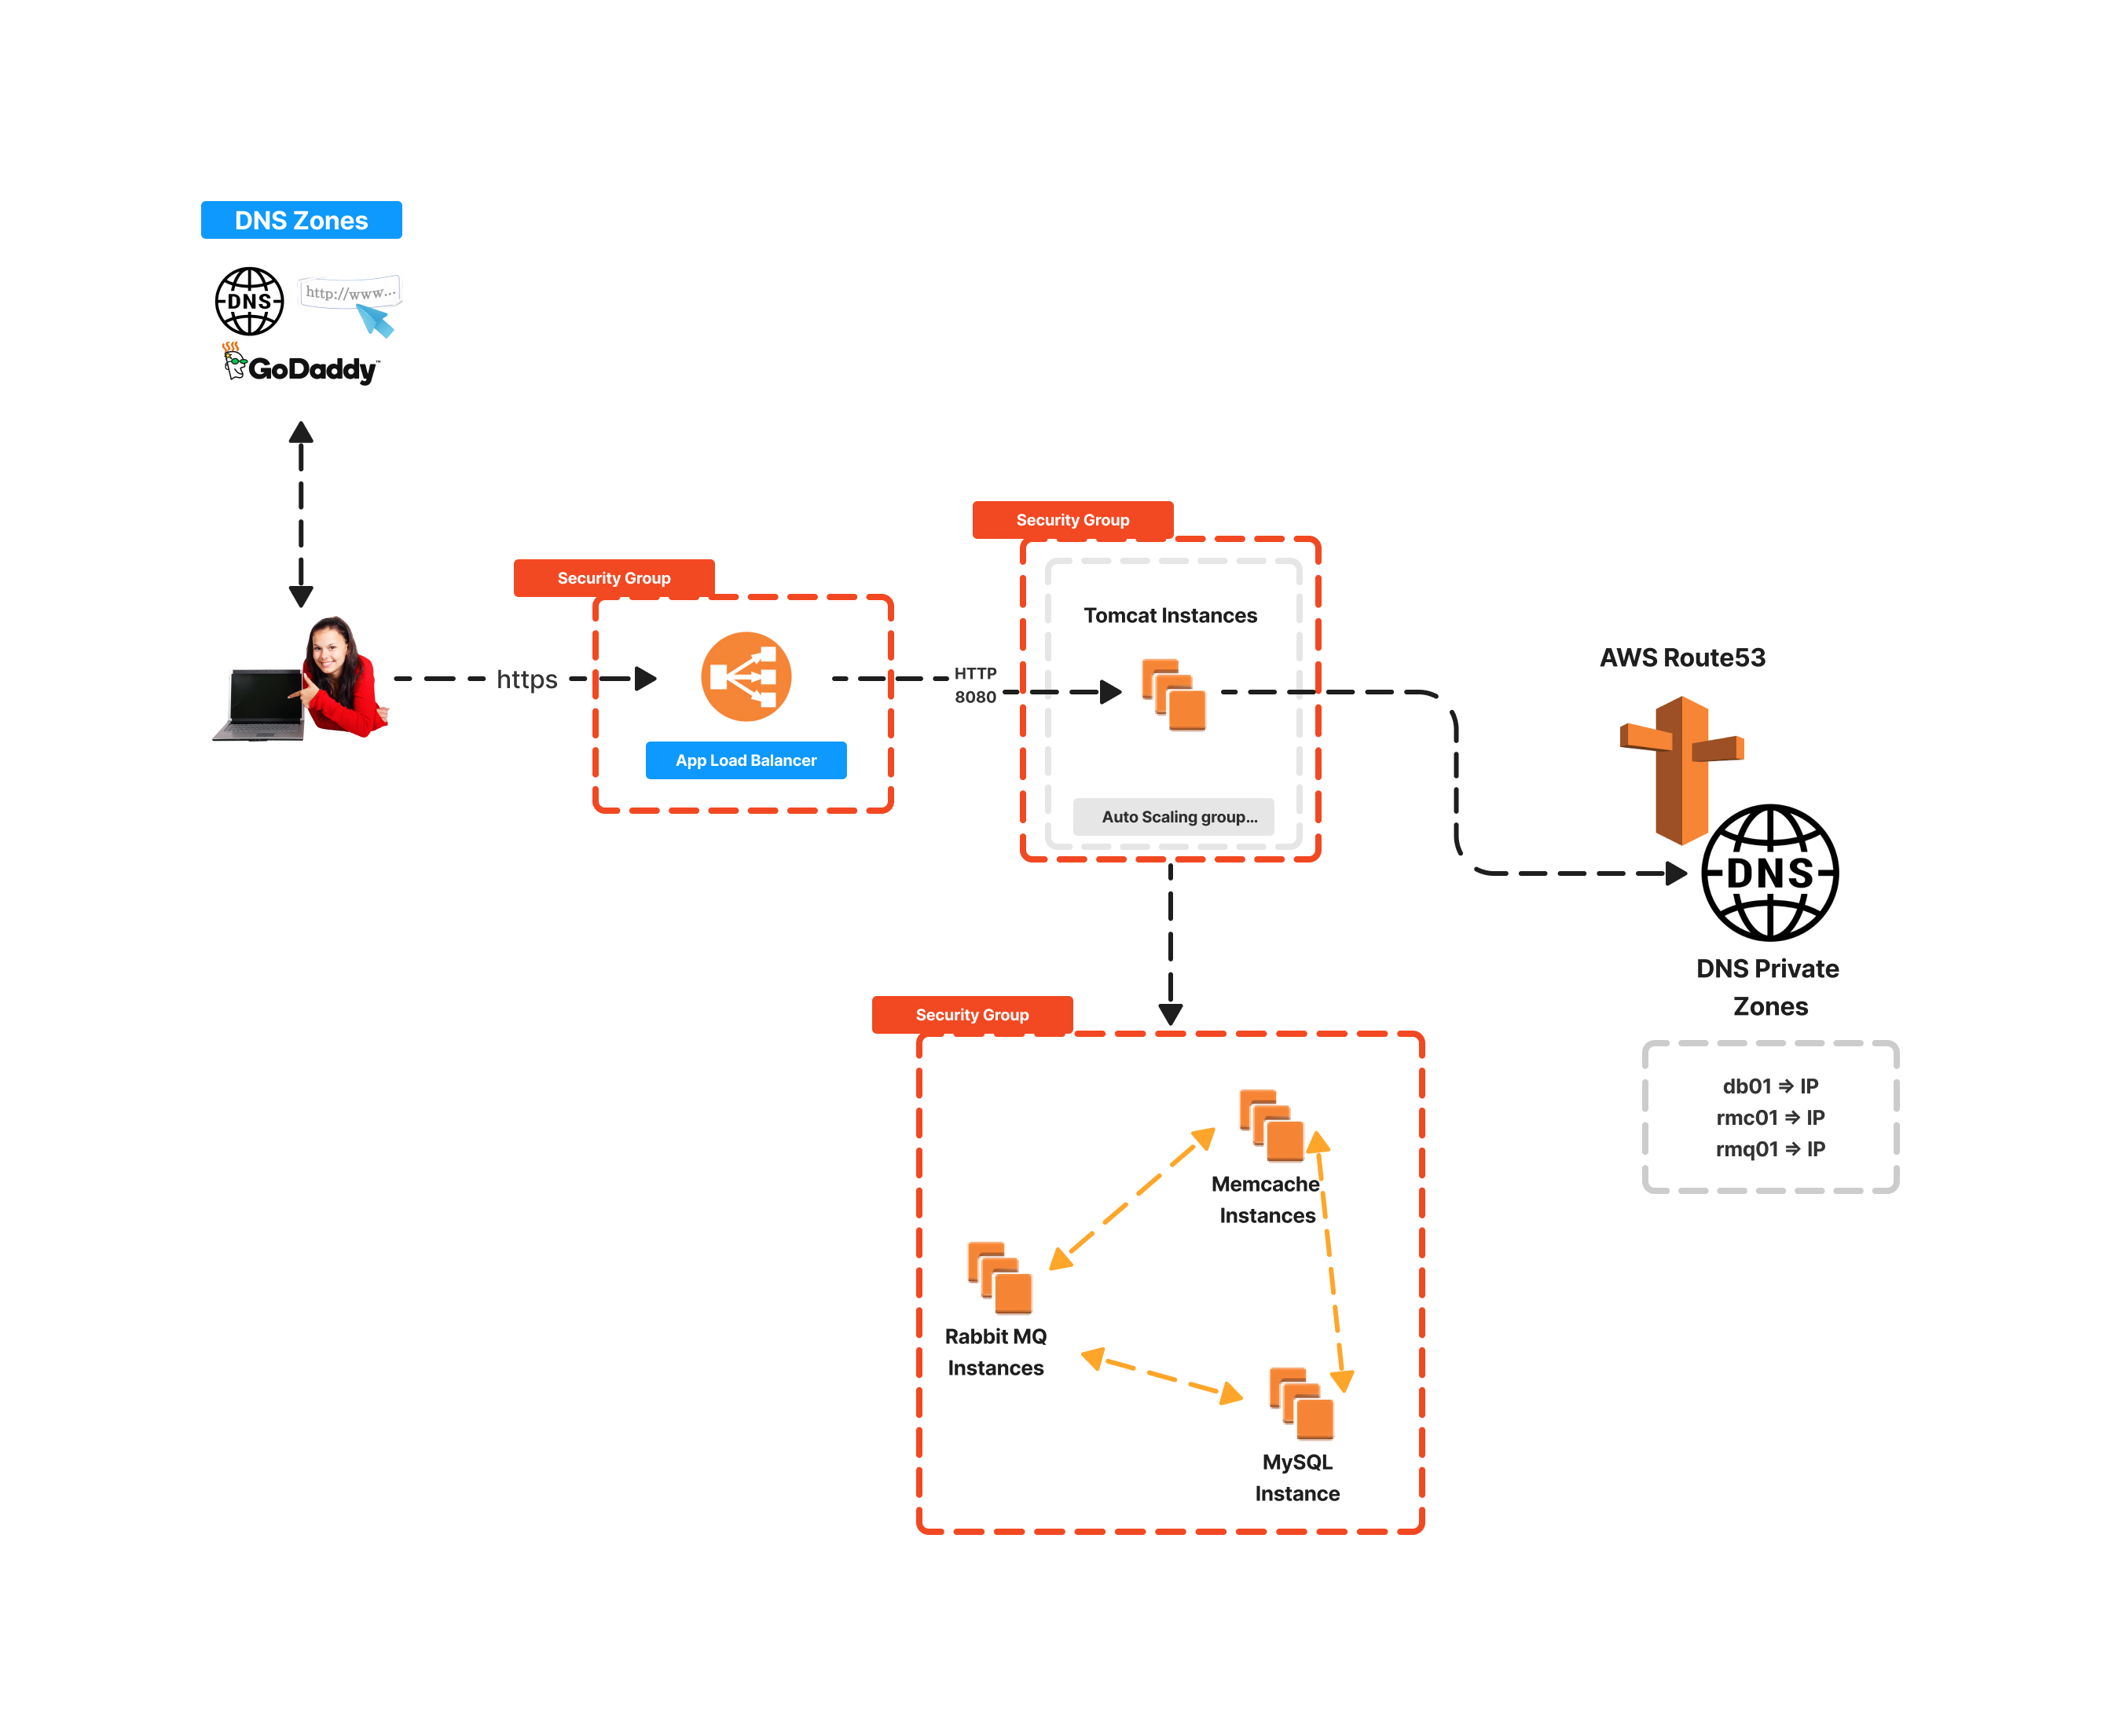 DNS Zones
DNS
http://www...
GoDaddy™
Security Group
Security Group
Tomcat Instances
https
HTTP
8080
App Load Balancer
Auto Scaling group...
AWS Route53
DNS
DNS Private
Zones
db01 => IP
rmc01 => IP
rmq01 => IP
Security Group
Memcache
Instances
Rabbit MQ
Instances
MySQL
Instance